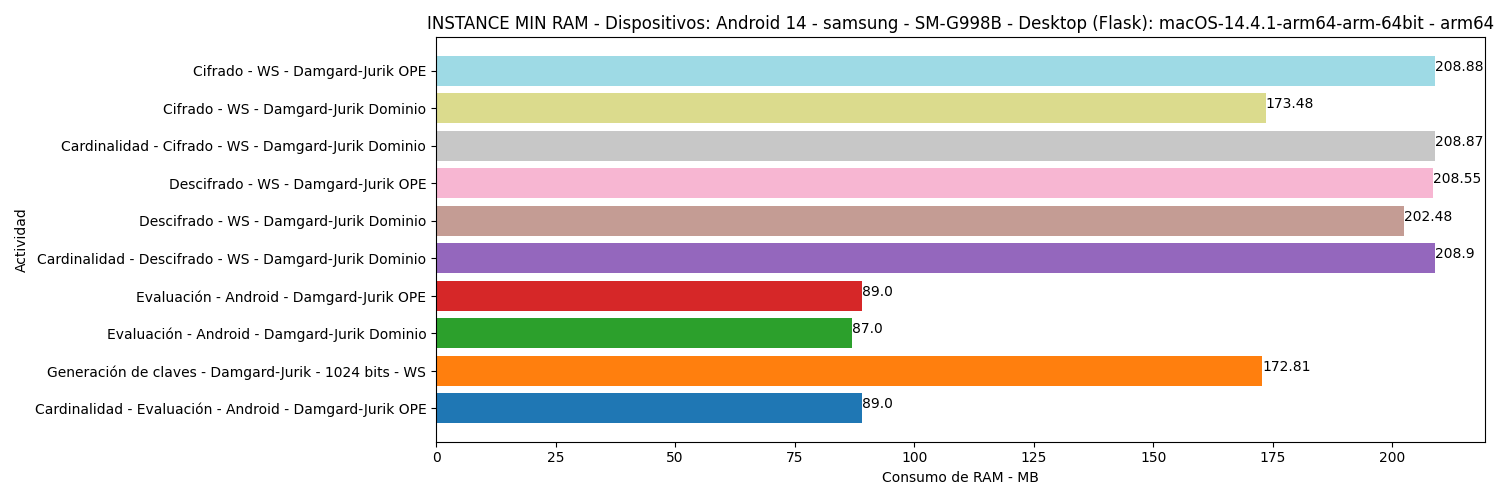 INSTANCE MIN RAM - Dispositivos: Android 14 - samsung - SM-G998B - Desktop (Flask): macOS-14.4.1-arm64-arm-64bit - arm64
Cifrado - WS - Damgard-Jurik OPE
208.88
Cifrado - WS - Damgard-Jurik Dominio
173.48
Cardinalidad - Cifrado - WS - Damgard-Jurik Dominio
208.87
Descifrado - WS - Damgard-Jurik OPE
208.55
Descifrado - WS - Damgard-Jurik Dominio
202.48
Cardinalidad - Descifrado - WS - Damgard-Jurik Dominio
208.9
Evaluación - Android - Damgard-Jurik OPE
89.0
Evaluación - Android - Damgard-Jurik Dominio
87.0
Generación de claves - Damgard-Jurik - 1024 bits - WS
172.81
Cardinalidad - Evaluación - Android - Damgard-Jurik OPE
89.0
Actividad
0 25 50 75 100 125 150 175 200
Consumo de RAM - MB